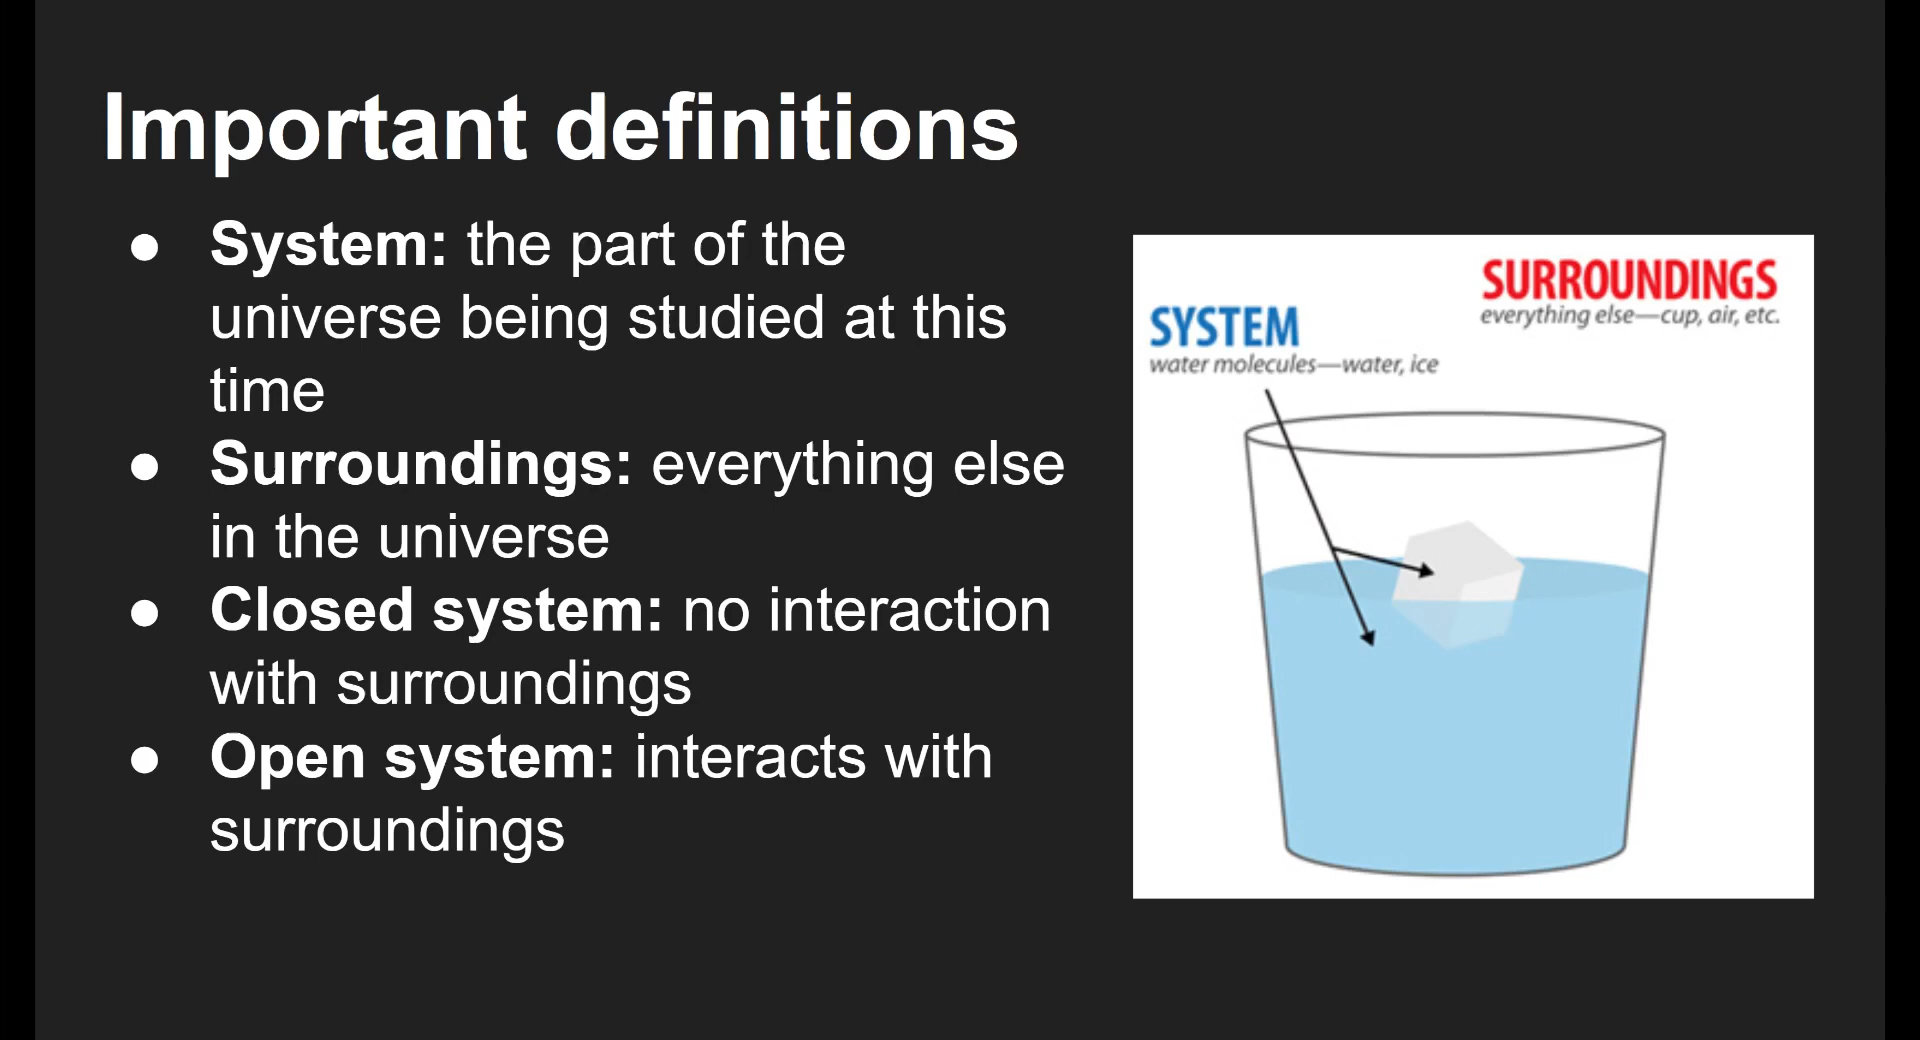 Important definitions
● System: the part of the
universe being studied at this
time
● Surroundings: everything else
in the universe
● Closed system: no interaction
with surroundings
● Open system: interacts with
surroundings
SURROUNDINGS
everything else—cup, air, etc.
SYSTEM
water molecules—water, ice